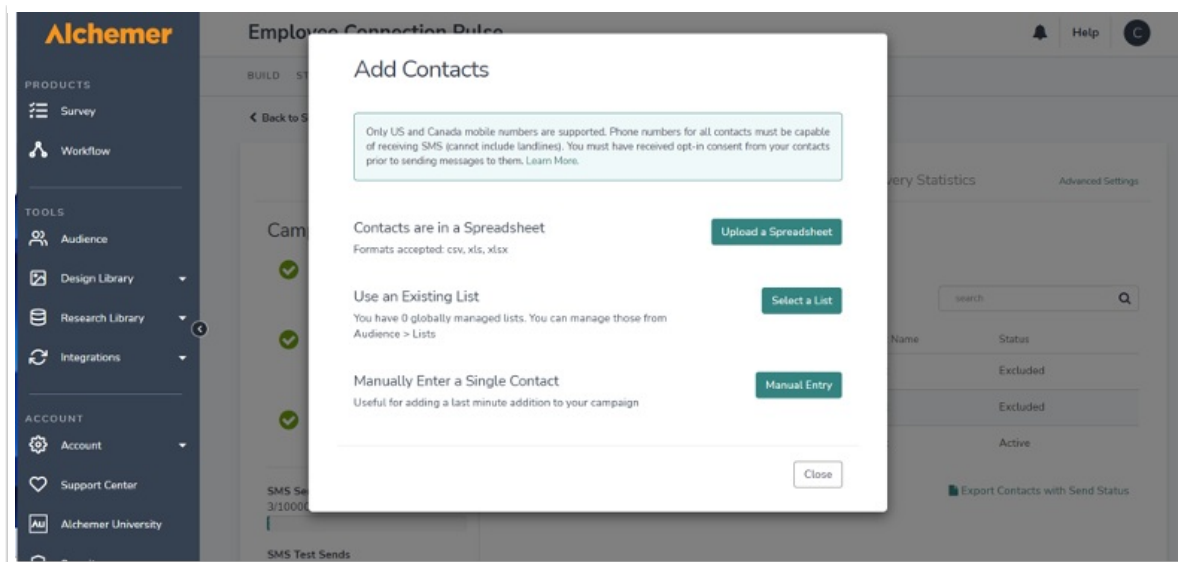 Alchemer
PRODUCTS
Survey
Workflow
TOOLS
Audience
Design Library
Research Library
Integrations
ACCOUNT
Account
Support Center
Alchemer University
Employee Connection Pulse
Help
C
BUILD
Back to S
Add Contacts
Only US and Canada mobile numbers are supported. Phone numbers for all contacts must be capable
of receiving SMS (cannot include landlines). You must have received opt-in consent from your contacts
prior to sending messages to them. Learn More.
Contacts are in a Spreadsheet
Upload a Spreadsheet
Formats accepted: csv, xls, xlsx
Use an Existing List
Select a List
You have 0 globally managed lists. You can manage those from
Audience > Lists
Manually Enter a Single Contact
Manual Entry
Useful for adding a last minute addition to your campaign
Close
very Statistics
Advanced Settings
Cam
search
Name
Status
Excluded
Excluded
Active
Export Contacts with Send Status
SMS Se
3/1000
SMS Test Sends